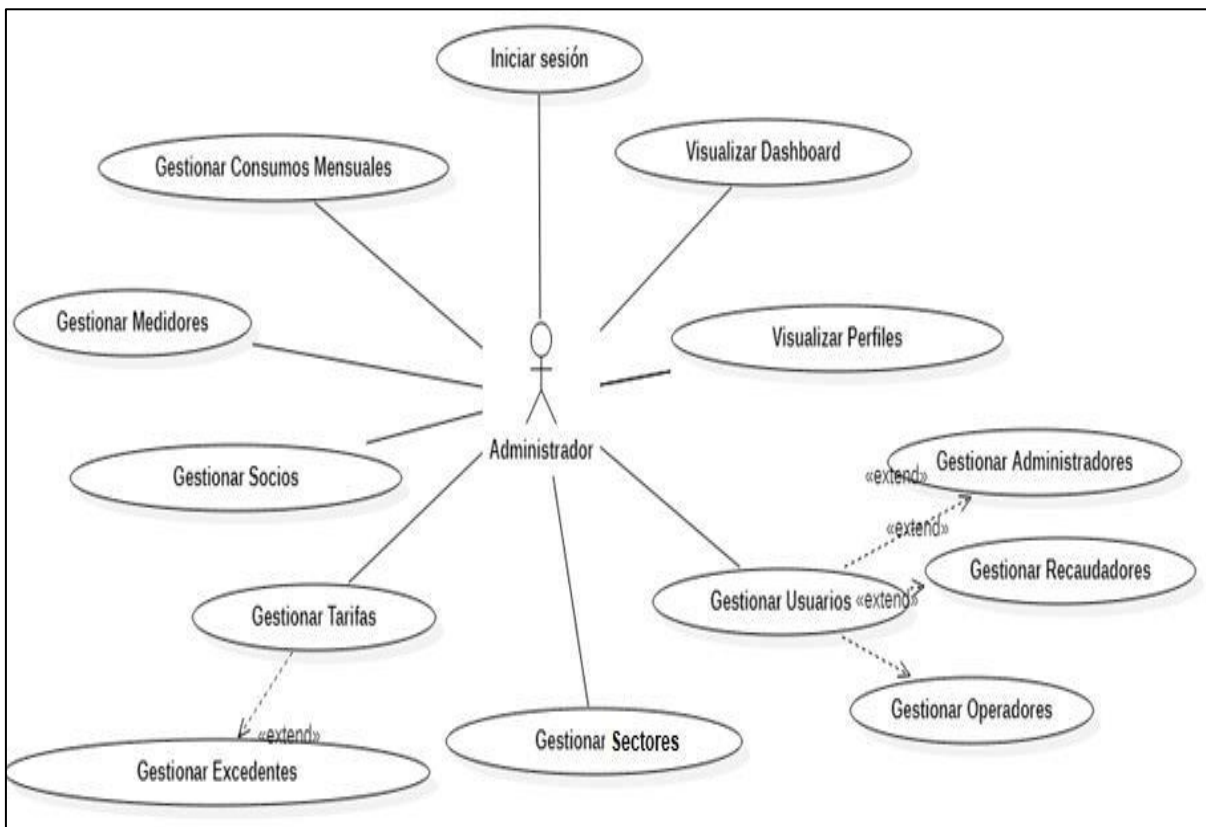 Iniciar sesión
Visualizar Dashboard
Gestionar Consumos Mensuales
Gestionar Medidores
Visualizar Perfiles
Administrador
Gestionar Socios
Gestionar Administradores
«extend»
«extend»
Gestionar Recaudadores
Gestionar Usuarios
«extend»
Gestionar Tarifas
Gestionar Operadores
«extend»
Gestionar Sectores
Gestionar Excedentes